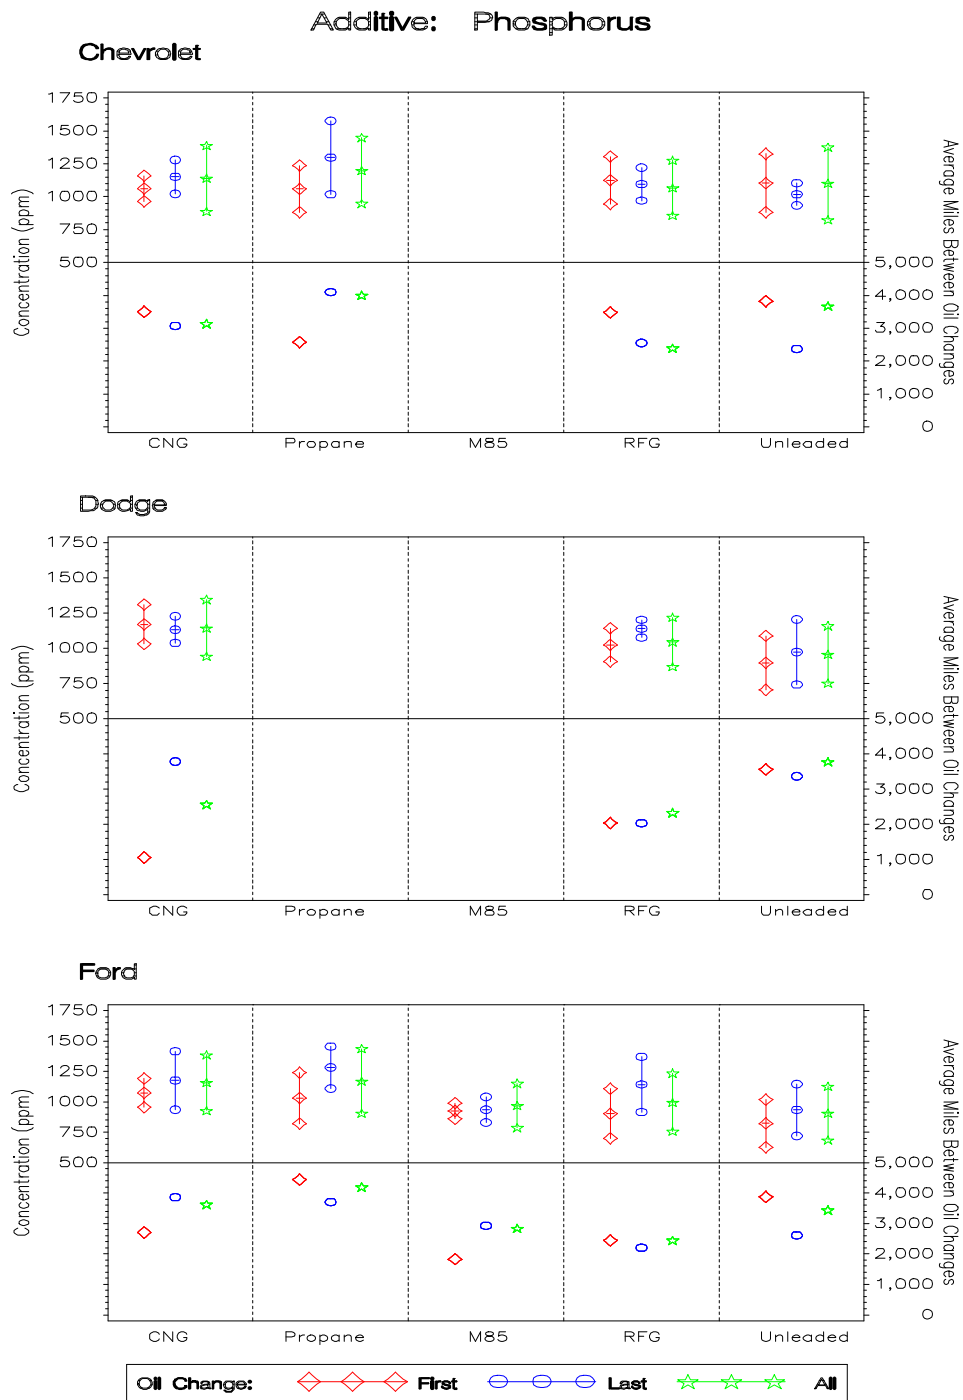 Additive: Phosphorus
Chevrolet
1750
1500
1250
1000
750
500
Concentration (ppm)
5,000
4,000
3,000
2,000
1,000
0
Average Miles Between Oil Changes
CNG Propane M85 RFG Unleaded
Dodge
1750
1500
1250
1000
750
500
Concentration (ppm)
5,000
4,000
3,000
2,000
1,000
0
Average Miles Between Oil Changes
CNG Propane M85 RFG Unleaded
Ford
1750
1500
1250
1000
750
500
Concentration (ppm)
5,000
4,000
3,000
2,000
1,000
0
Average Miles Between Oil Changes
CNG Propane M85 RFG Unleaded
Oil Change: First Last All